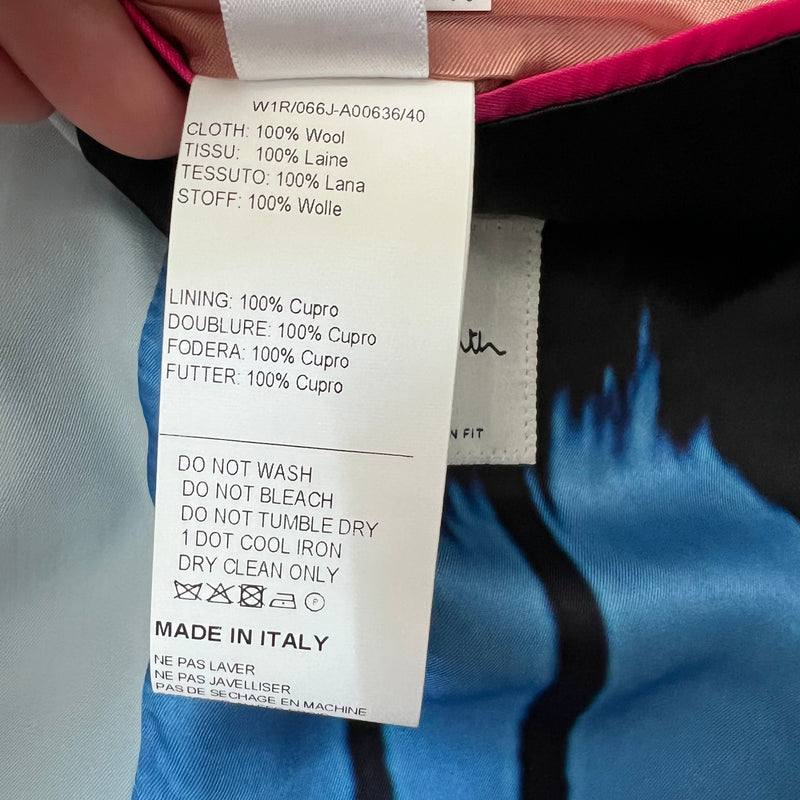 W1R/066J-A00636/40
CLOTH: 100% Wool
TISSU: 100% Laine
TESSUTO: 100% Lana
STOFF: 100% Wolle
LINING: 100% Cupro
DOUBLURE: 100% Cupro
FODERA: 100% Cupro
FUTTER: 100% Cupro
DO NOT WASH
DO NOT BLEACH
DO NOT TUMBLE DRY
1 DOT COOL IRON
DRY CLEAN ONLY
P
MADE IN ITALY
NE PAS LAVER
NE PAS JAVELLISER
PAS DE SECHAGE EN MACHINE
FIT